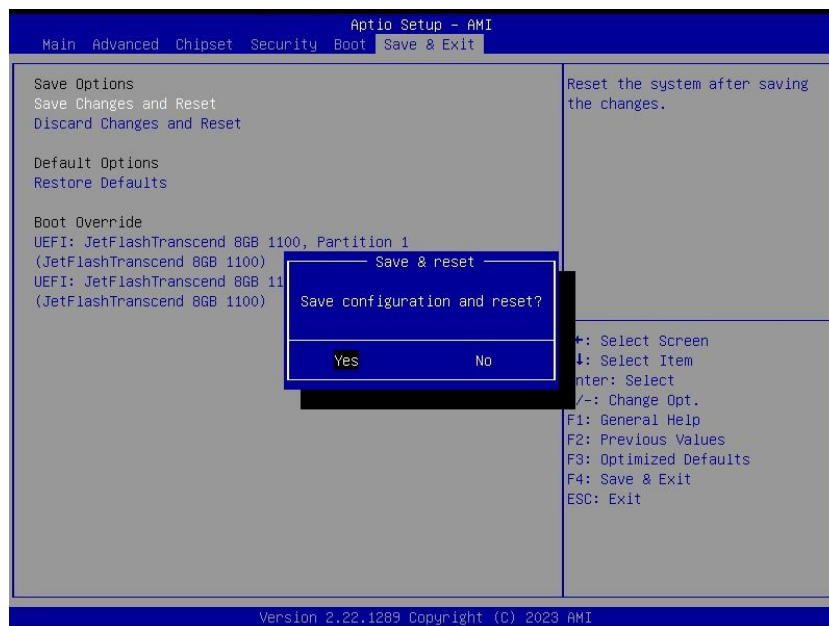 Aptio Setup – AMI
Main Advanced Chipset Security Boot Save & Exit
Save Options
Save Changes and Reset
Discard Changes and Reset
Default Options
Restore Defaults
Boot Override
UEFI: JetFlashTranscend 8GB 1100, Partition 1
(JetFlashTranscend 8GB 1100)
UEFI: JetFlashTranscend 8GB 11
(JetFlashTranscend 8GB 1100)
Save & reset
Save configuration and reset?
Yes No
Reset the system after saving
the changes.
: Select Screen
: Select Item
nter: Select
/-: Change Opt.
F1: General Help
F2: Previous Values
F3: Optimized Defaults
F4: Save & Exit
ESC: Exit
Version 2.22.1289 Copyright (C) 2023 AMI